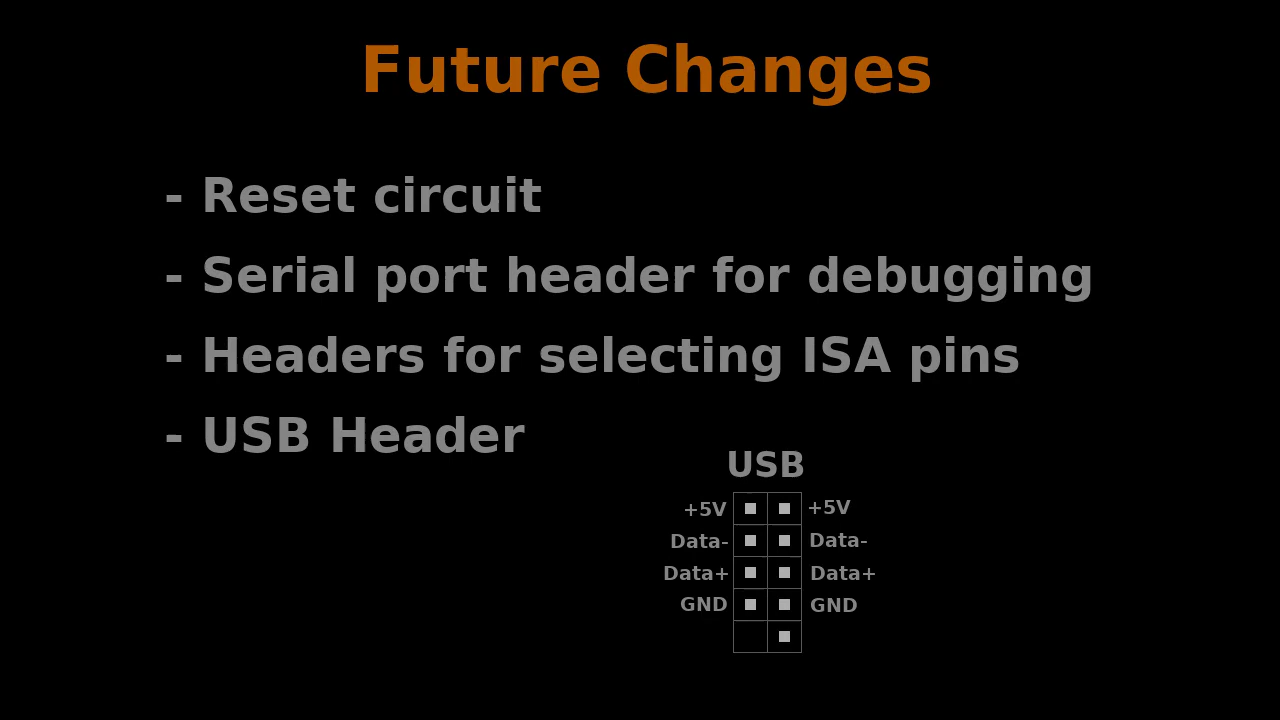 Future Changes
- Reset circuit
- Serial port header for debugging
- Headers for selecting ISA pins
- USB Header
USB
+5V +5V
Data- Data-
Data+ Data+
GND GND